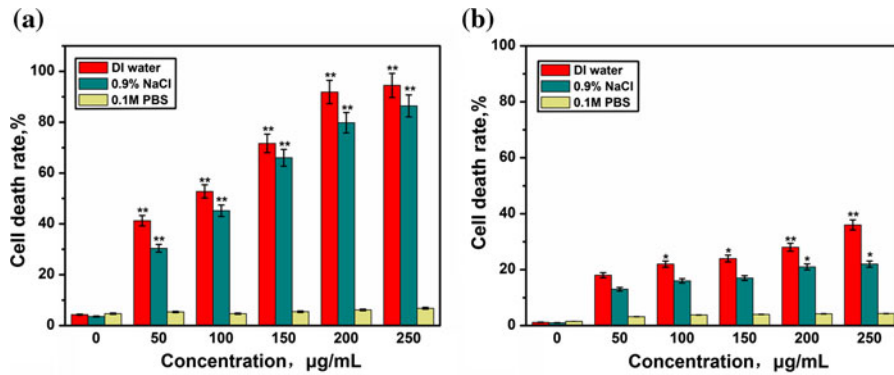 (a)
100
80
60
40
20
0
Cell death rate,%
DI water
0.9% NaCl
0.1M PBS
** ** ** ** ** ** ** ** ** **
0 50 100 150 200 250
Concentration, µg/mL
(b)
100
80
60
40
20
0
Cell death rate,%
DI water
0.9% NaCl
0.1M PBS
* * ** * ** *
0 50 100 150 200 250
Concentration, µg/mL